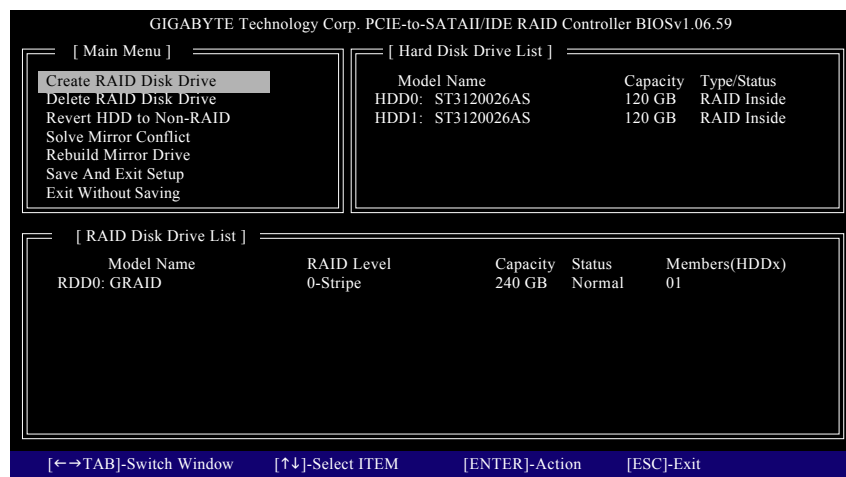 GIGABYTE Technology Corp. PCIE-to-SATAII/IDE RAID Controller BIOSv1.06.59
[ Main Menu ]
Create RAID Disk Drive
Delete RAID Disk Drive
Revert HDD to Non-RAID
Solve Mirror Conflict
Rebuild Mirror Drive
Save And Exit Setup
Exit Without Saving
[ Hard Disk Drive List ]
Model Name Capacity Type/Status
HDD0: ST3120026AS 120 GB RAID Inside
HDD1: ST3120026AS 120 GB RAID Inside
[ RAID Disk Drive List ]
Model Name RAID Level Capacity Status Members(HDDx)
RDD0: GRAID 0-Stripe 240 GB Normal 01
[←→TAB]-Switch Window [↑↓]-Select ITEM [ENTER]-Action [ESC]-Exit